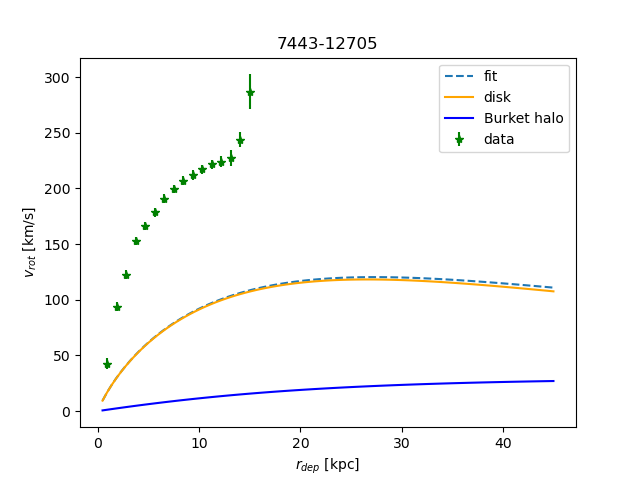 7443-12705
300
250
200
150
100
50
0
v_rot [km/s]
fit
disk
Burket halo
data
0 10 20 30 40
r_dep [kpc]